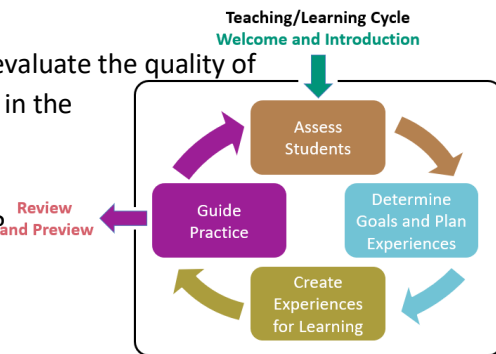 Teaching/Learning Cycle
Welcome and Introduction
evaluate the quality of
in the
Assess
Students
Determine
Goals and Plan
Experiences
Create
Experiences
for Learning
Guide
Practice
Review
and Preview